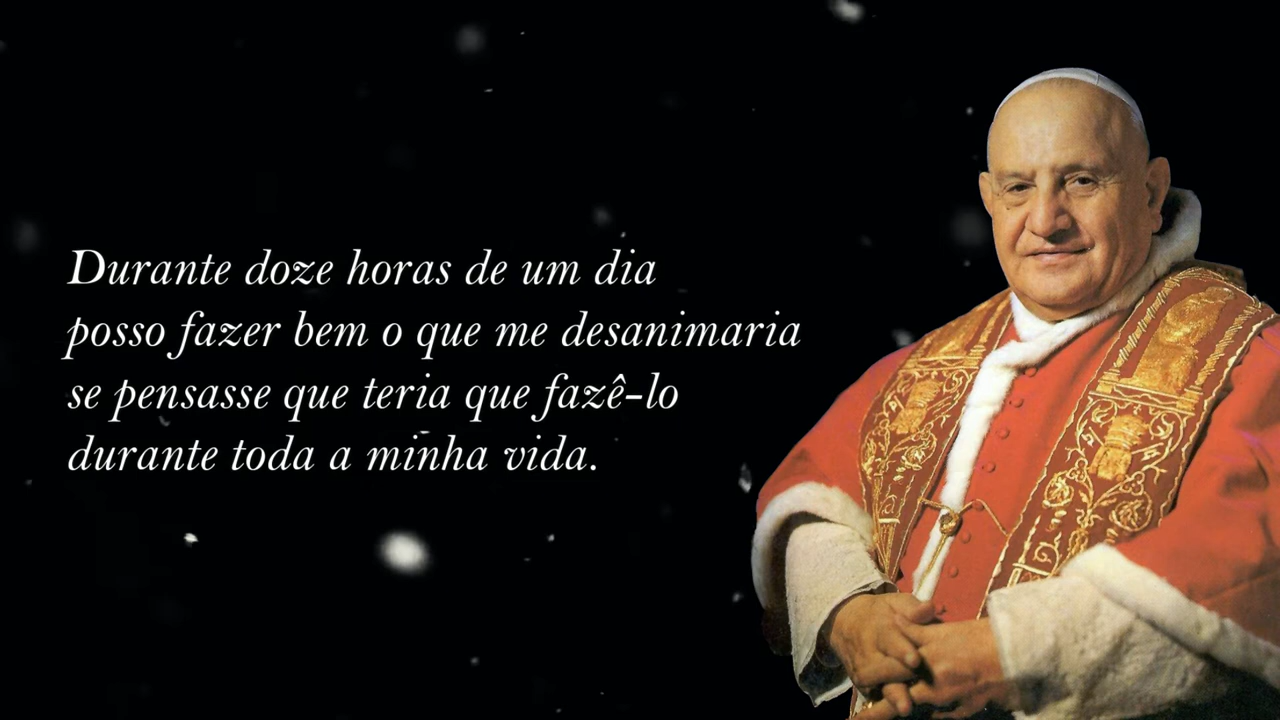 Durante doze horas de um dia
posso fazer bem o que me desanimaria
se pensasse que teria que fazê-lo
durante toda a minha vida.